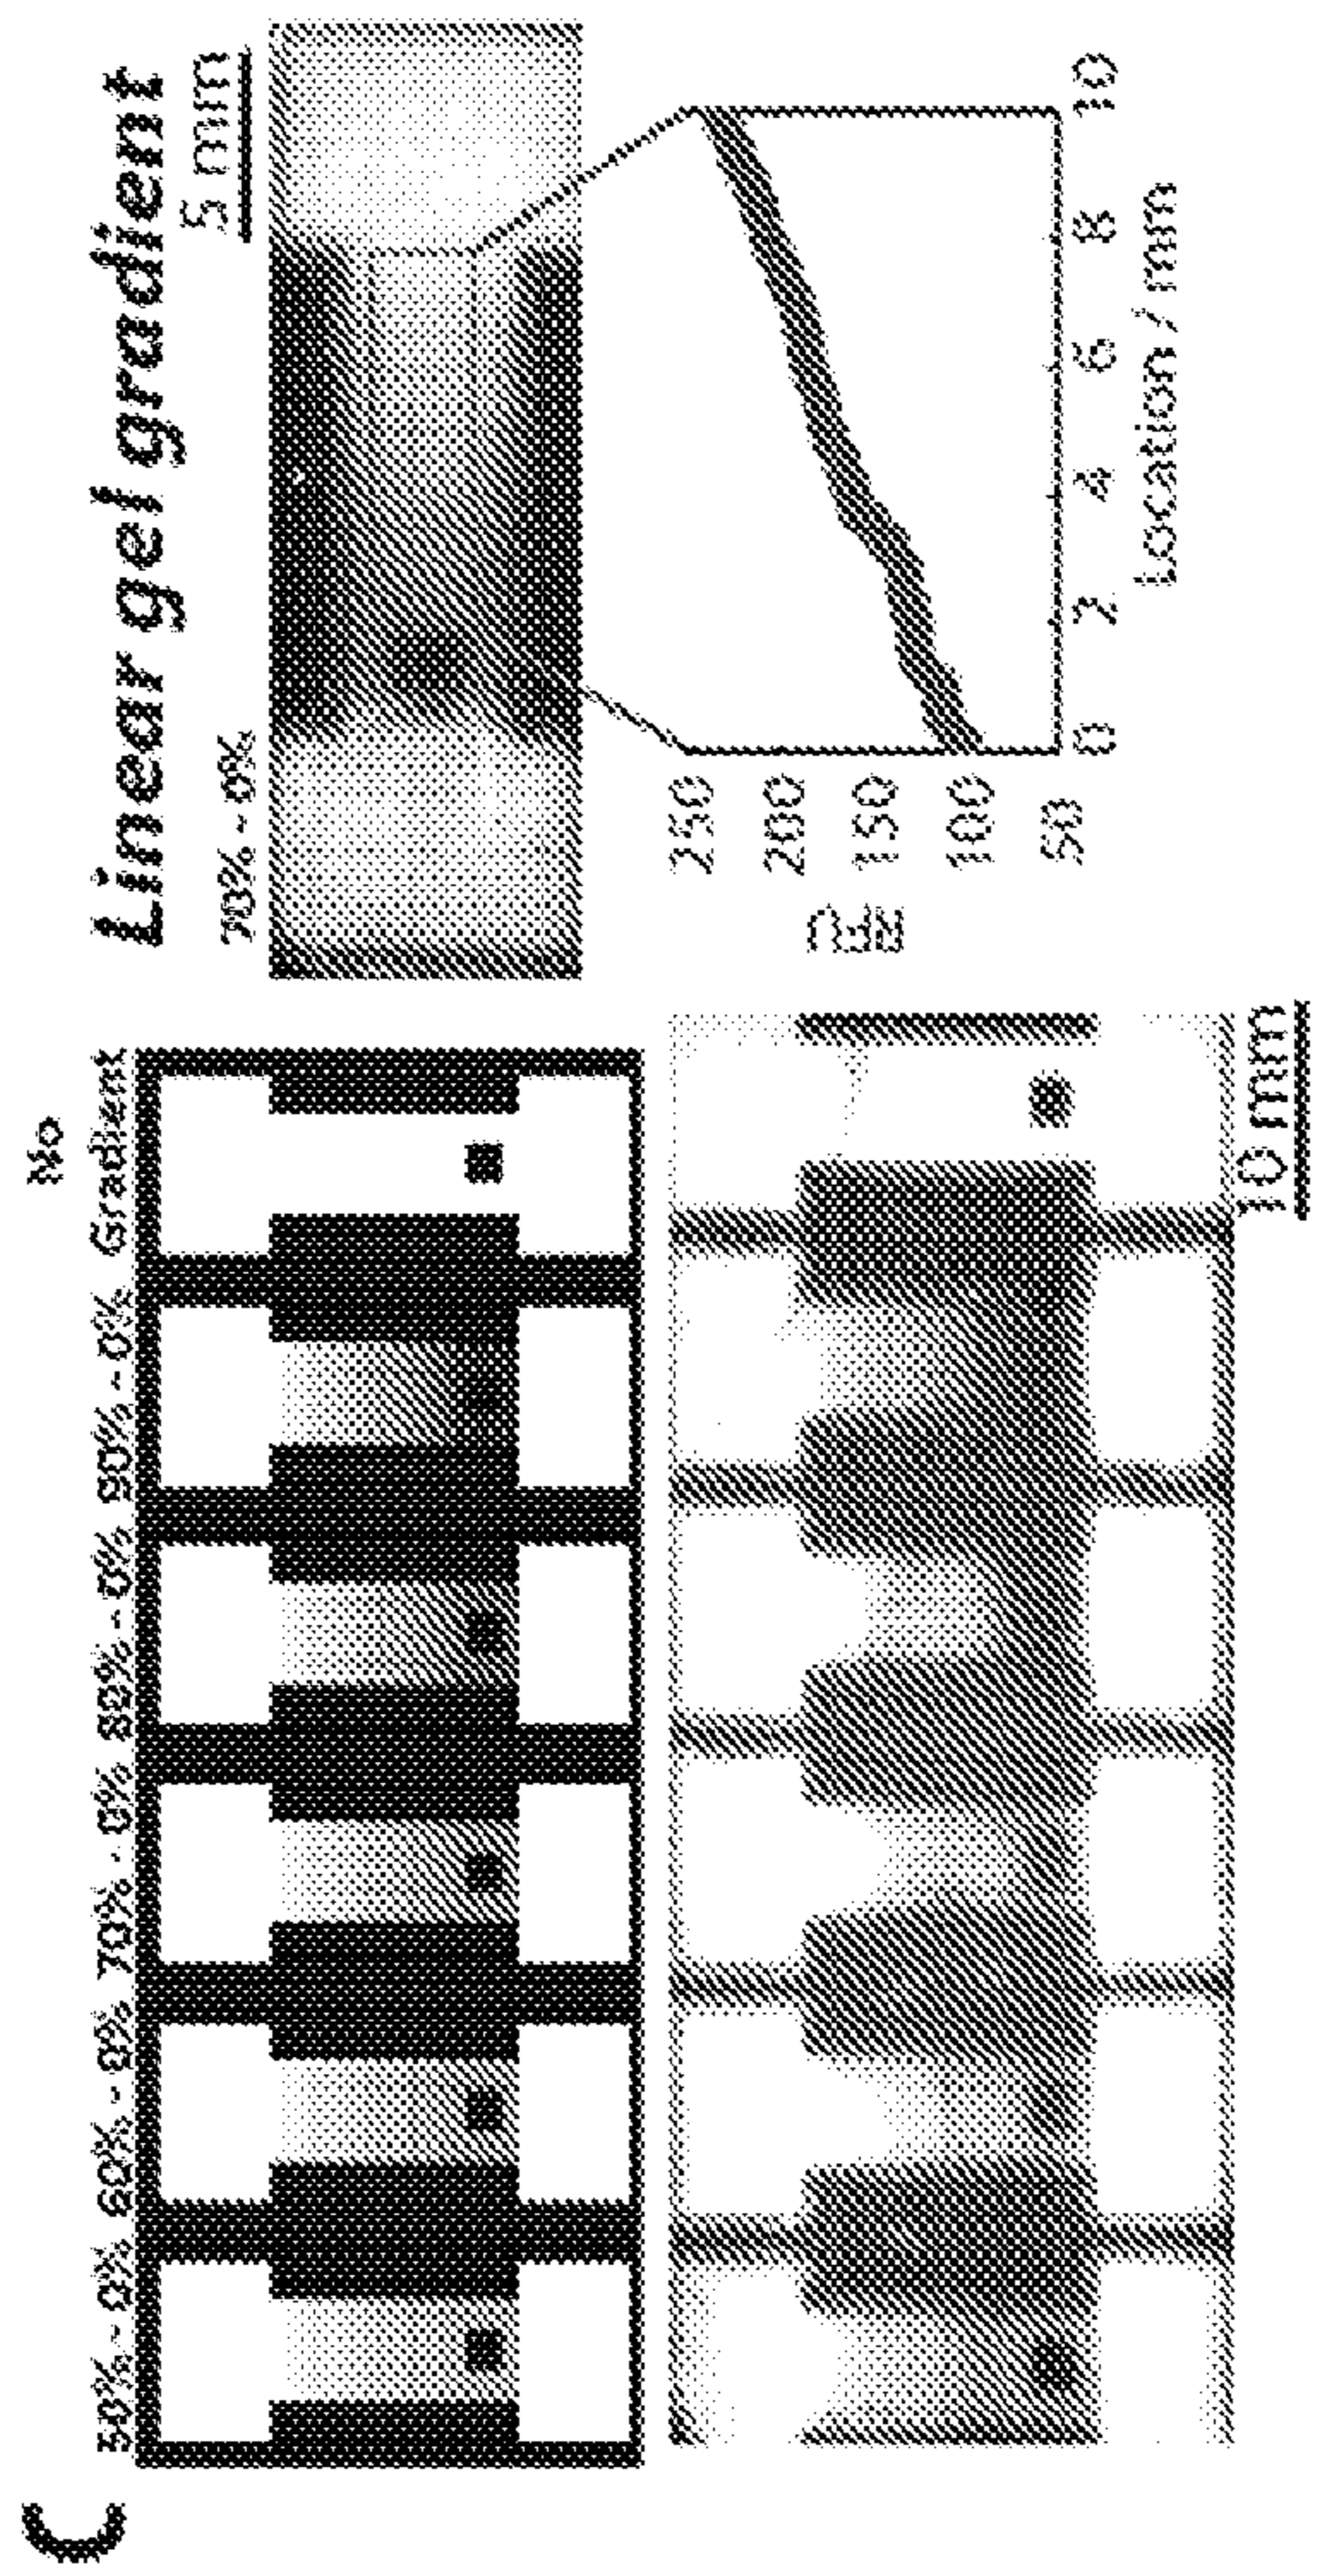 C
50% - 0% 60% - 0% 70% - 0% 80% - 0% 90% - 0% No Gradient
10 mm
Linear gel gradient
70% - 0%
5 mm
RFU
250
200
150
100
50
0 2 4 6 8 10
Location / mm